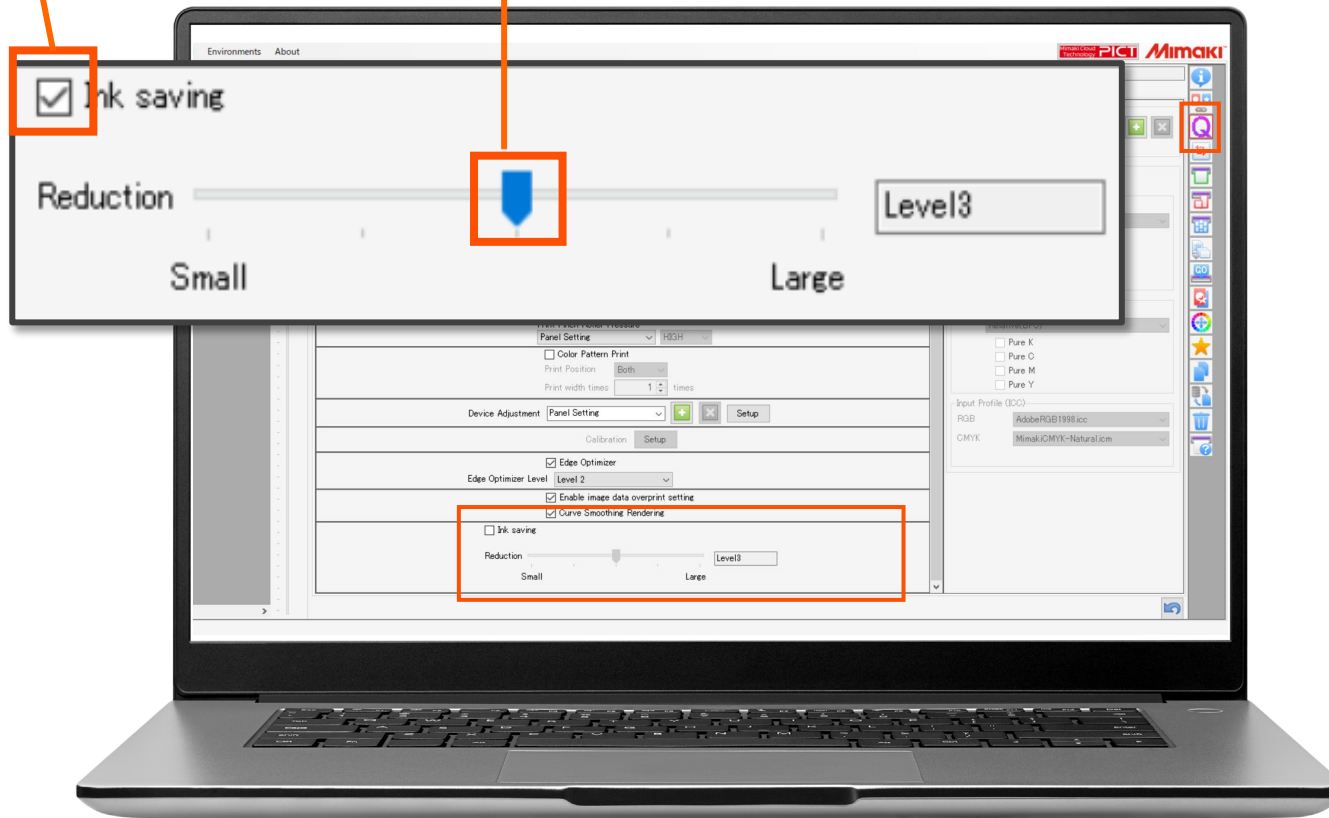 Environments About
Mimaki Cloud Technology PICT Mimaki
Ink saving
Reduction
Level3
Small Large
Panel Setting HIGH
Color Pattern Print
Print Position Both
Print width times 1 times
Device Adjustment Panel Setting Setup
Calibration Setup
Edge Optimizer
Edge Optimizer Level Level 2
Enable image data overprint setting
Curve Smoothing Rendering
Ink saving
Reduction Level3
Small Large
Pure K
Pure C
Pure M
Pure Y
Input Profile (ICC)
RGB AdobeRGB1998.icc
CMYK MimakiCMYK-Natural.icm
Q
GO